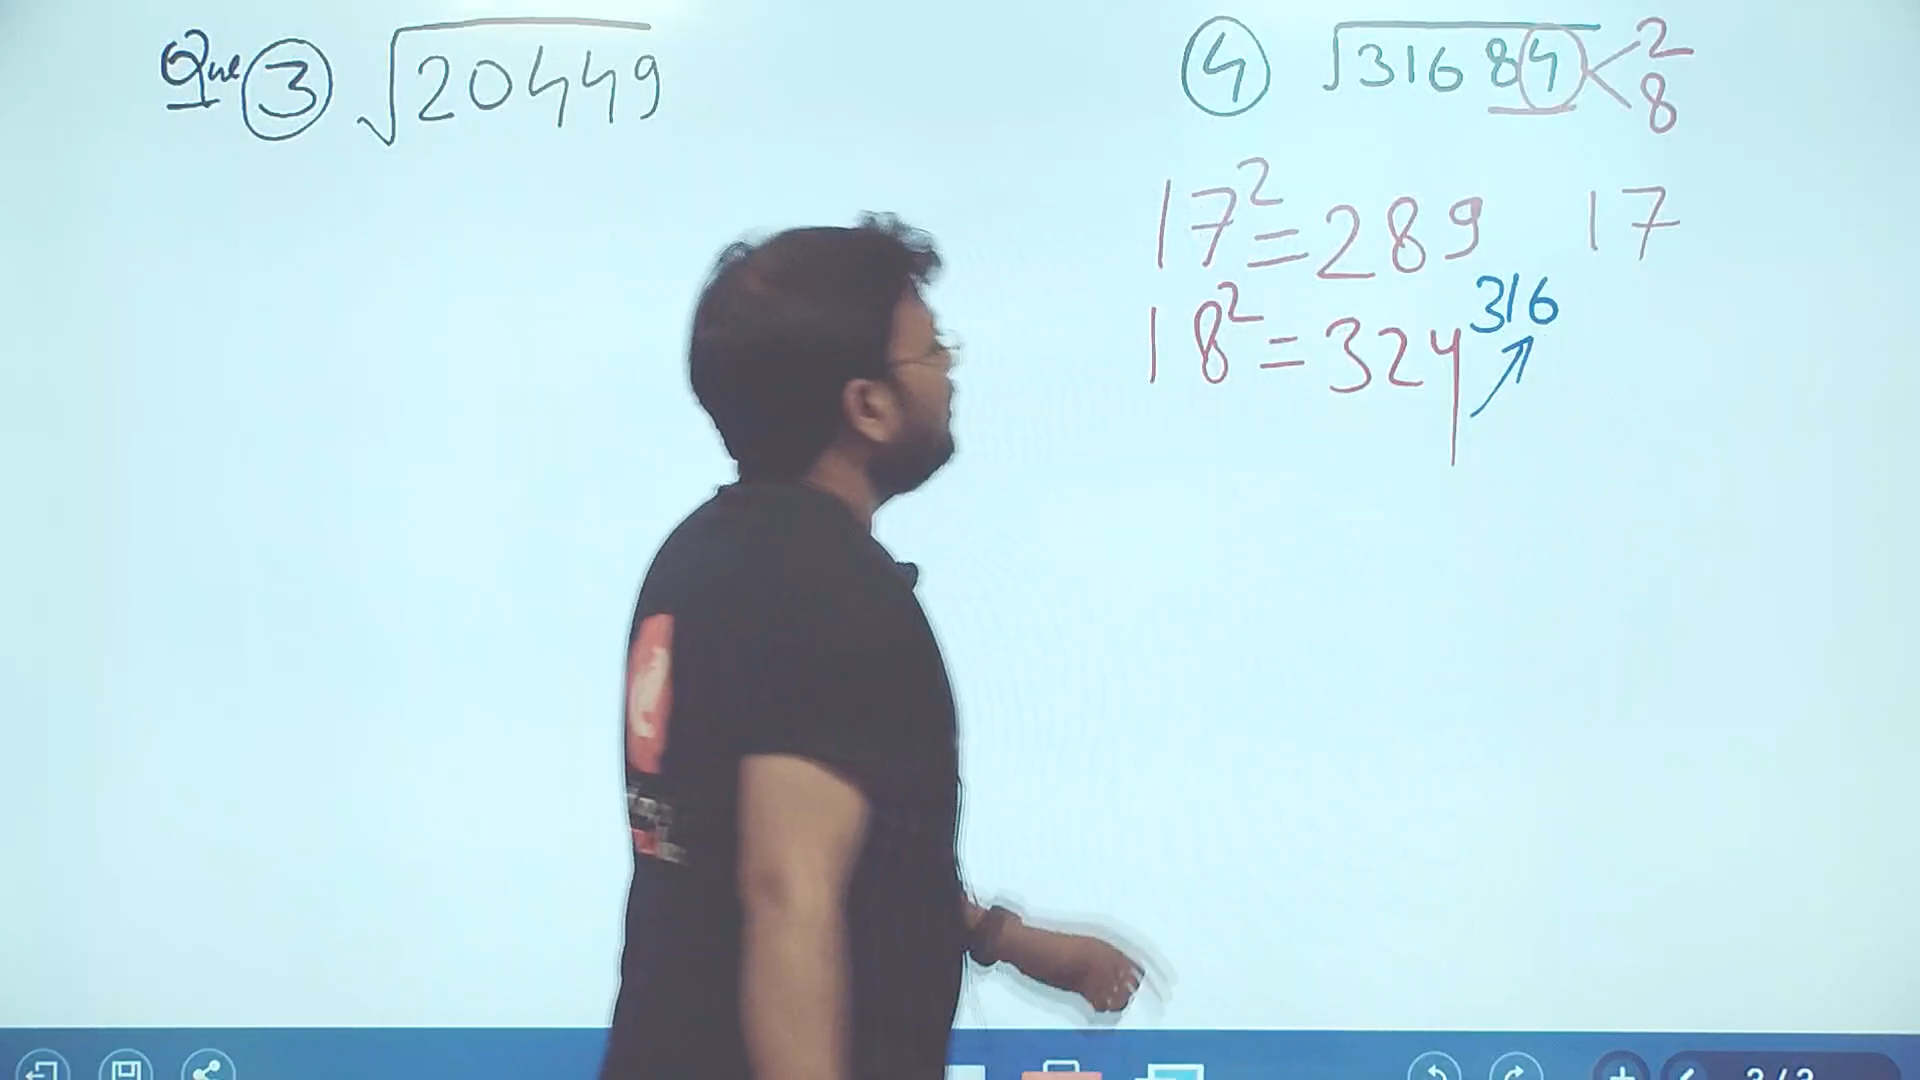 Que 3 √20449
4 √31684 < 2 8
17² = 289 17
18² = 324 316